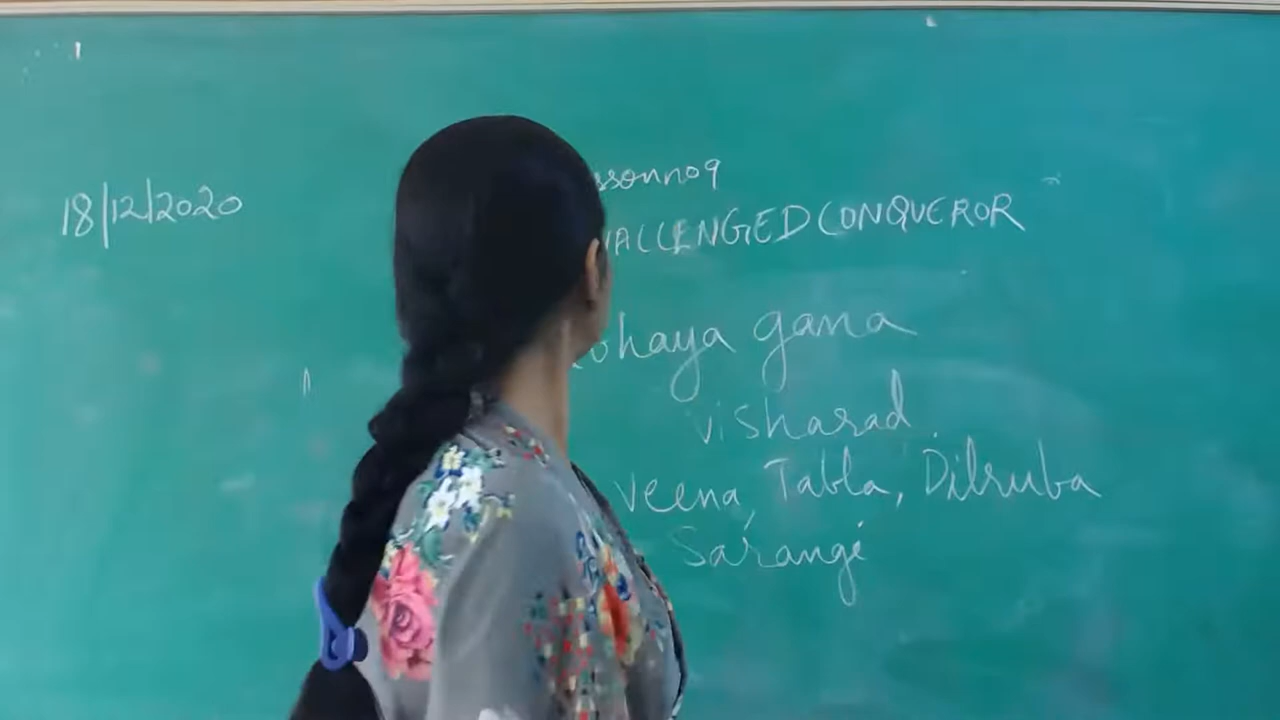 18/12/2020
ssonno9
ALLENGED CONQUEROR
ohaya gana
visharad
veena, Tabla, Dilruba
Sarangi